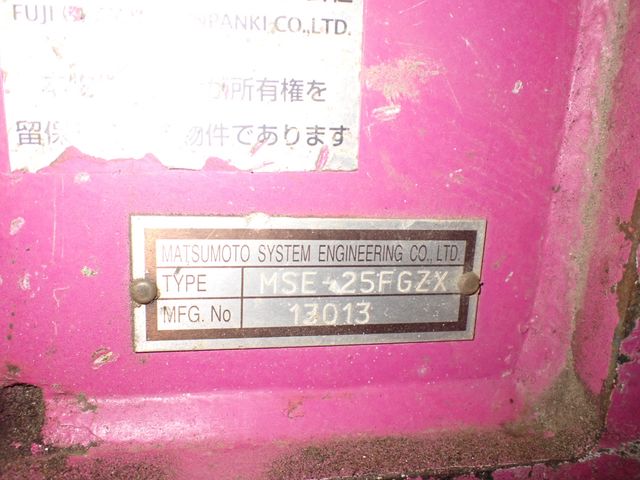 FUJI
PANKI CO.,LTD.
所有権を
留保 物件であります
MATSUMOTO SYSTEM ENGINEERING CO., LTD.
TYPE MSE-25FGZX
MFG. No 13013